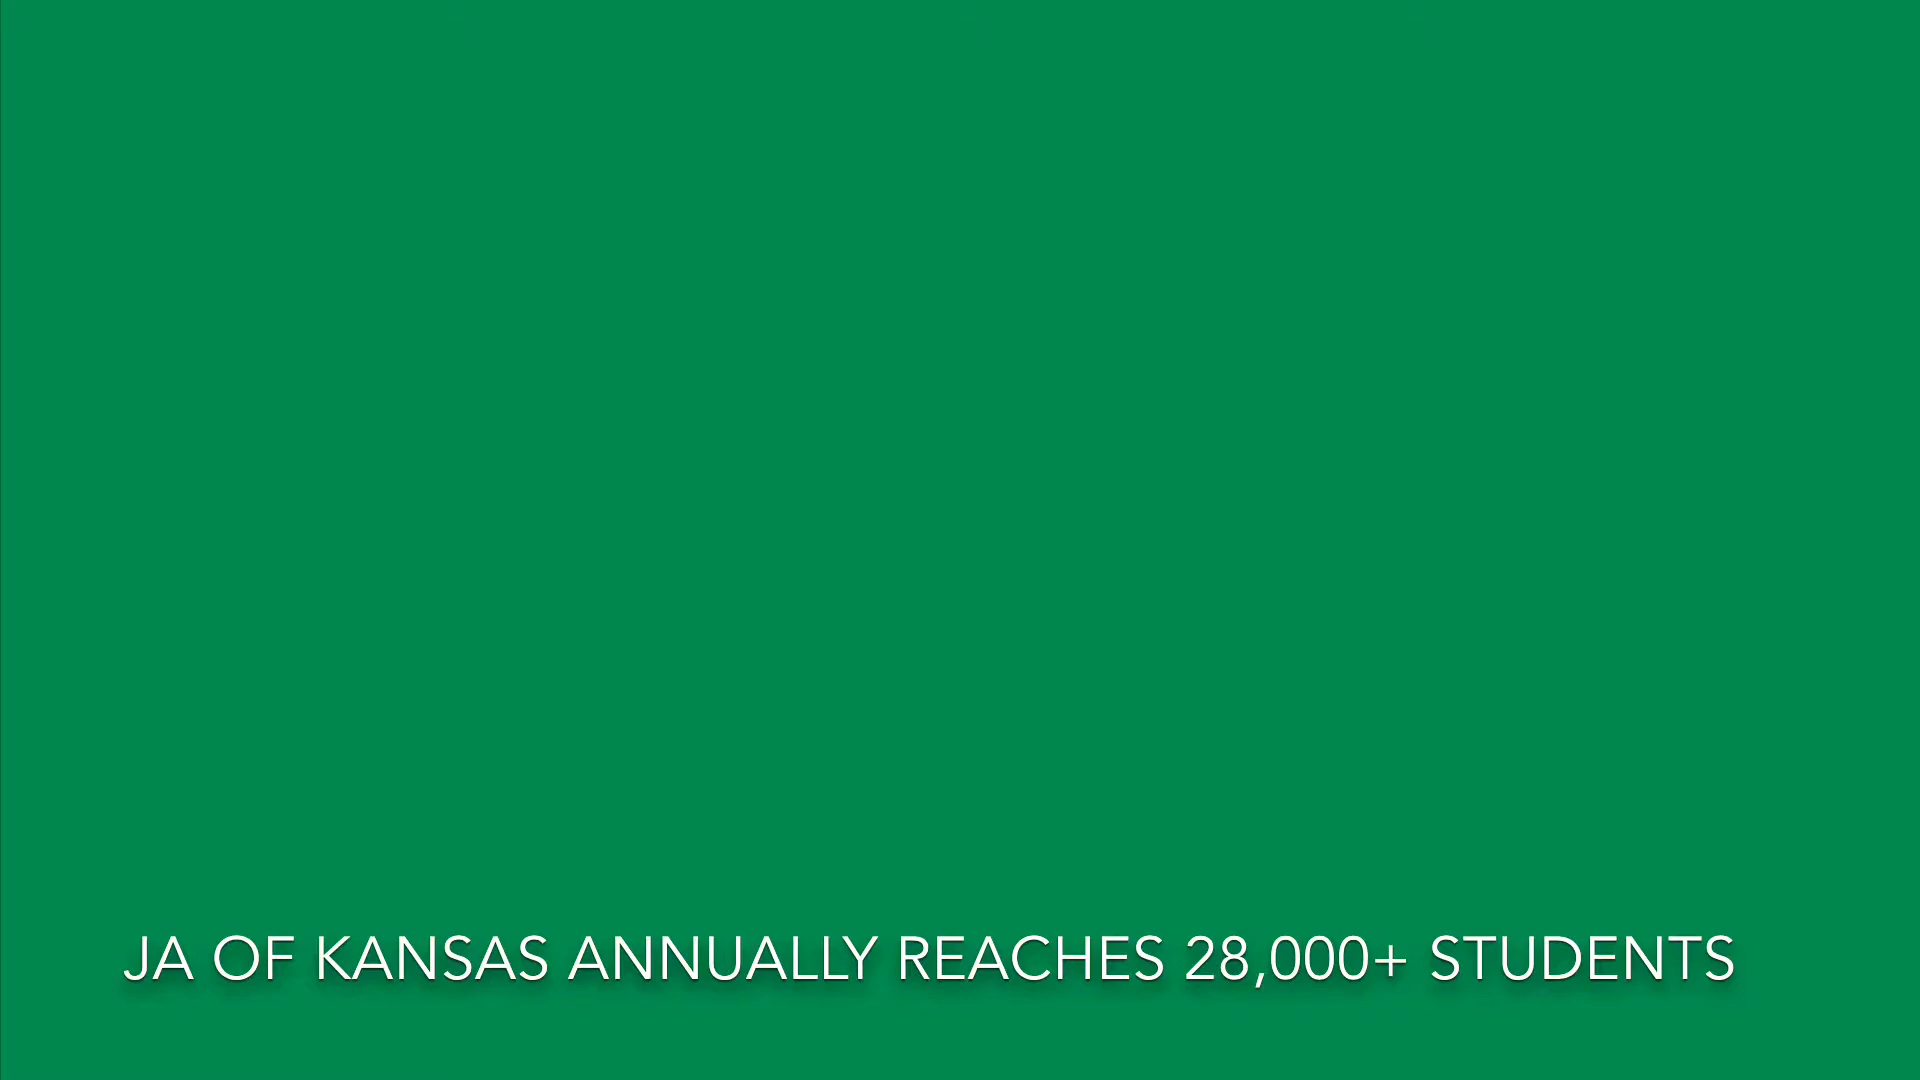 JA OF KANSAS ANNUALLY REACHES 28,000+ STUDENTS